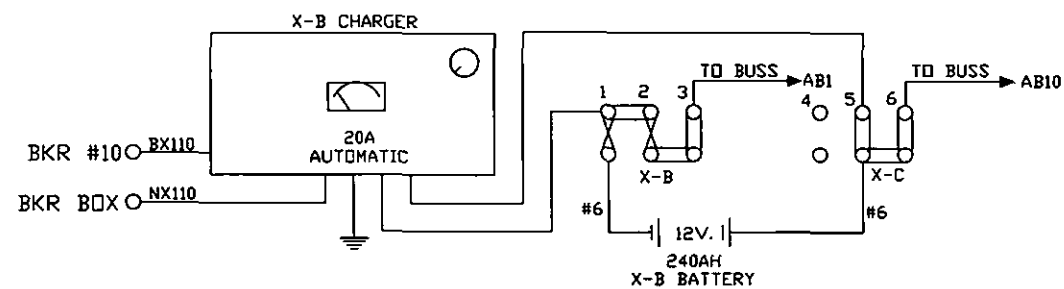 X-B CHARGER
20A
AUTOMATIC
BKR #10
BX110
BKR BOX
NX110
1 2 3
TO BUSS
AB1
X-B
4 5 6
TO BUSS
AB10
X-C
#6
#6
12V.
240AH
X-B BATTERY